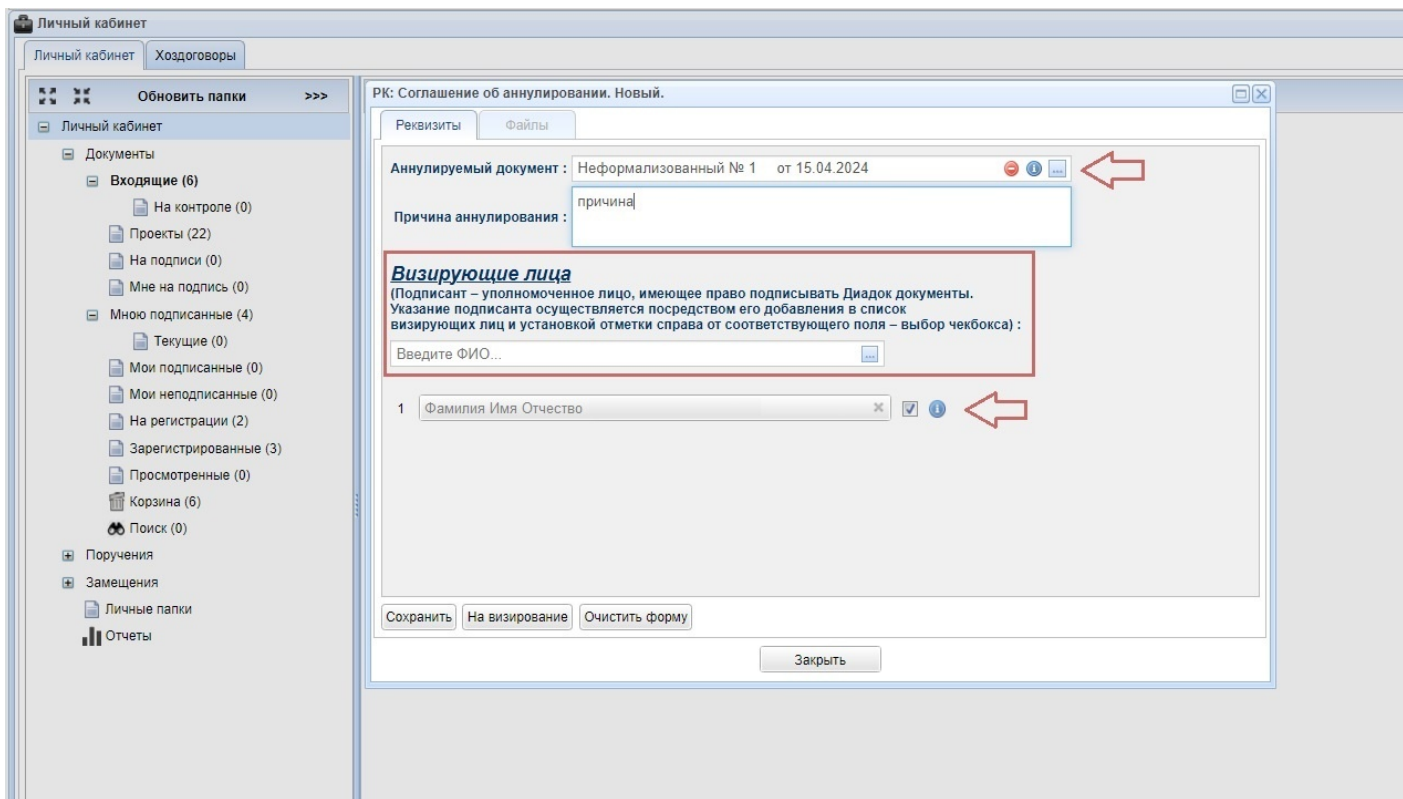 Личный кабинет
Личный кабинет Хоздоговоры
Обновить папки >>>
Личный кабинет
Документы
Входящие (6)
На контроле (0)
Проекты (22)
На подписи (0)
Мне на подпись (0)
Мною подписанные (4)
Текущие (0)
Мои подписанные (0)
Мои неподписанные (0)
На регистрации (2)
Зарегистрированные (3)
Просмотренные (0)
Корзина (6)
Поиск (0)
Поручения
Замещения
Личные папки
Отчеты
РК: Соглашение об аннулировании. Новый.
Реквизиты Файлы
Аннулируемый документ : Неформализованный № 1 от 15.04.2024 ...
Причина аннулирования : причина
Визирующие лица
(Подписант – уполномоченное лицо, имеющее право подписывать Диадок документы.
Указание подписанта осуществляется посредством его добавления в список
визирующих лиц и установкой отметки справа от соответствующего поля – выбор чекбокса) :
Введите ФИО... ...
1 Фамилия Имя Отчество
Сохранить На визирование Очистить форму
Закрыть